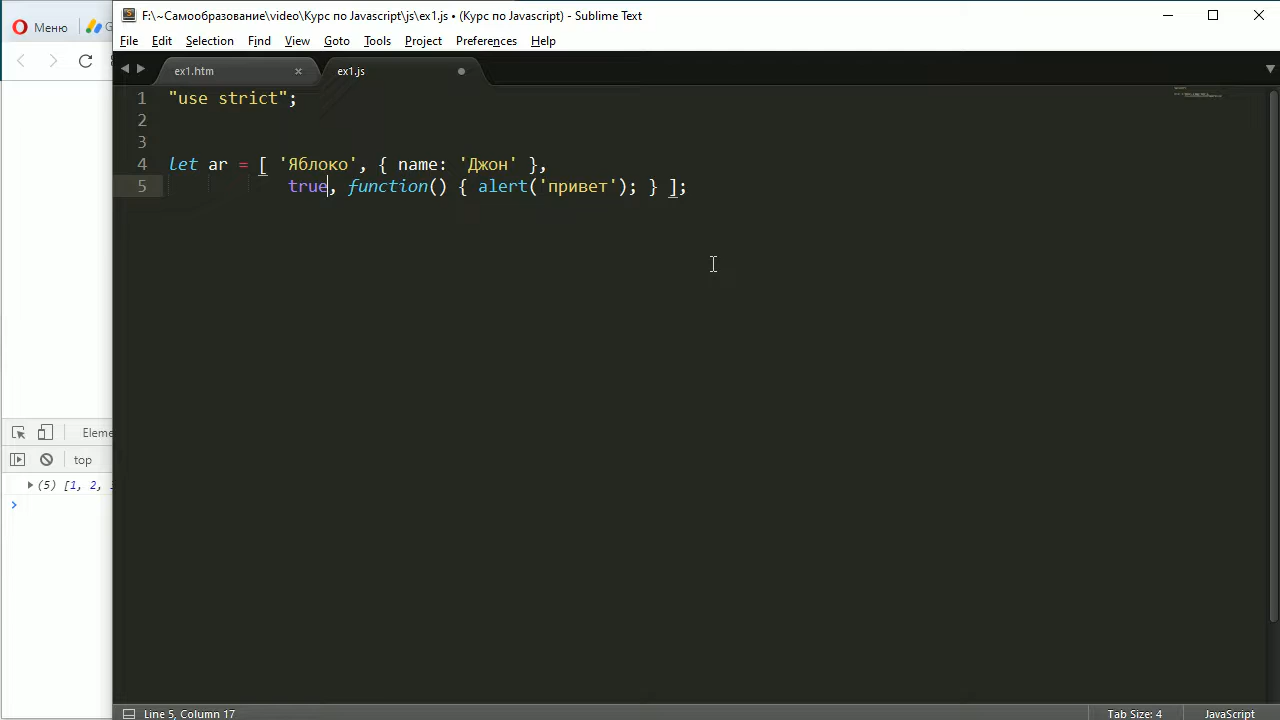 Меню
F:\~Самообразование\video\Курс по Javascript\js\ex1.js • (Курс по Javascript) - Sublime Text
File Edit Selection Find View Goto Tools Project Preferences Help
ex1.htm ex1.js
1 "use strict";
2
3
4 let ar = [ 'Яблоко', { name: 'Джон' },
5 true, function() { alert('привет'); } ];
Eleme
top
(5) [1, 2,
Line 5, Column 17 Tab Size: 4 JavaScript